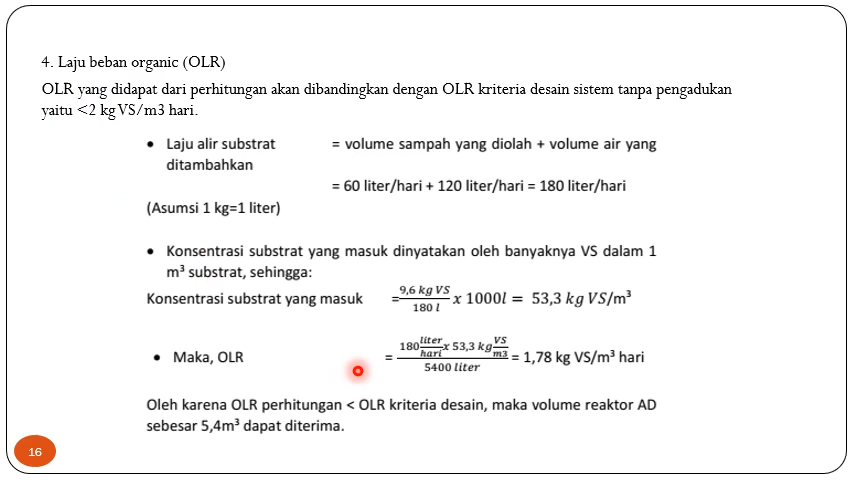 4. Laju beban organic (OLR)
OLR yang didapat dari perhitungan akan dibandingkan dengan OLR kriteria desain sistem tanpa pengadukan
yaitu <2 kg VS/m3 hari.
• Laju alir substrat = volume sampah yang diolah + volume air yang
ditambahkan
= 60 liter/hari + 120 liter/hari = 180 liter/hari
(Asumsi 1 kg=1 liter)
• Konsentrasi substrat yang masuk dinyatakan oleh banyaknya VS dalam 1
m³ substrat, sehingga:
Konsentrasi substrat yang masuk = 9,6 kg VS / 180 l x 1000l = 53,3 kg VS/m³
• Maka, OLR = 180 liter/hari x 53,3 kg VS/m3 / 5400 liter = 1,78 kg VS/m³ hari
Oleh karena OLR perhitungan < OLR kriteria desain, maka volume reaktor AD
sebesar 5,4m³ dapat diterima.
16